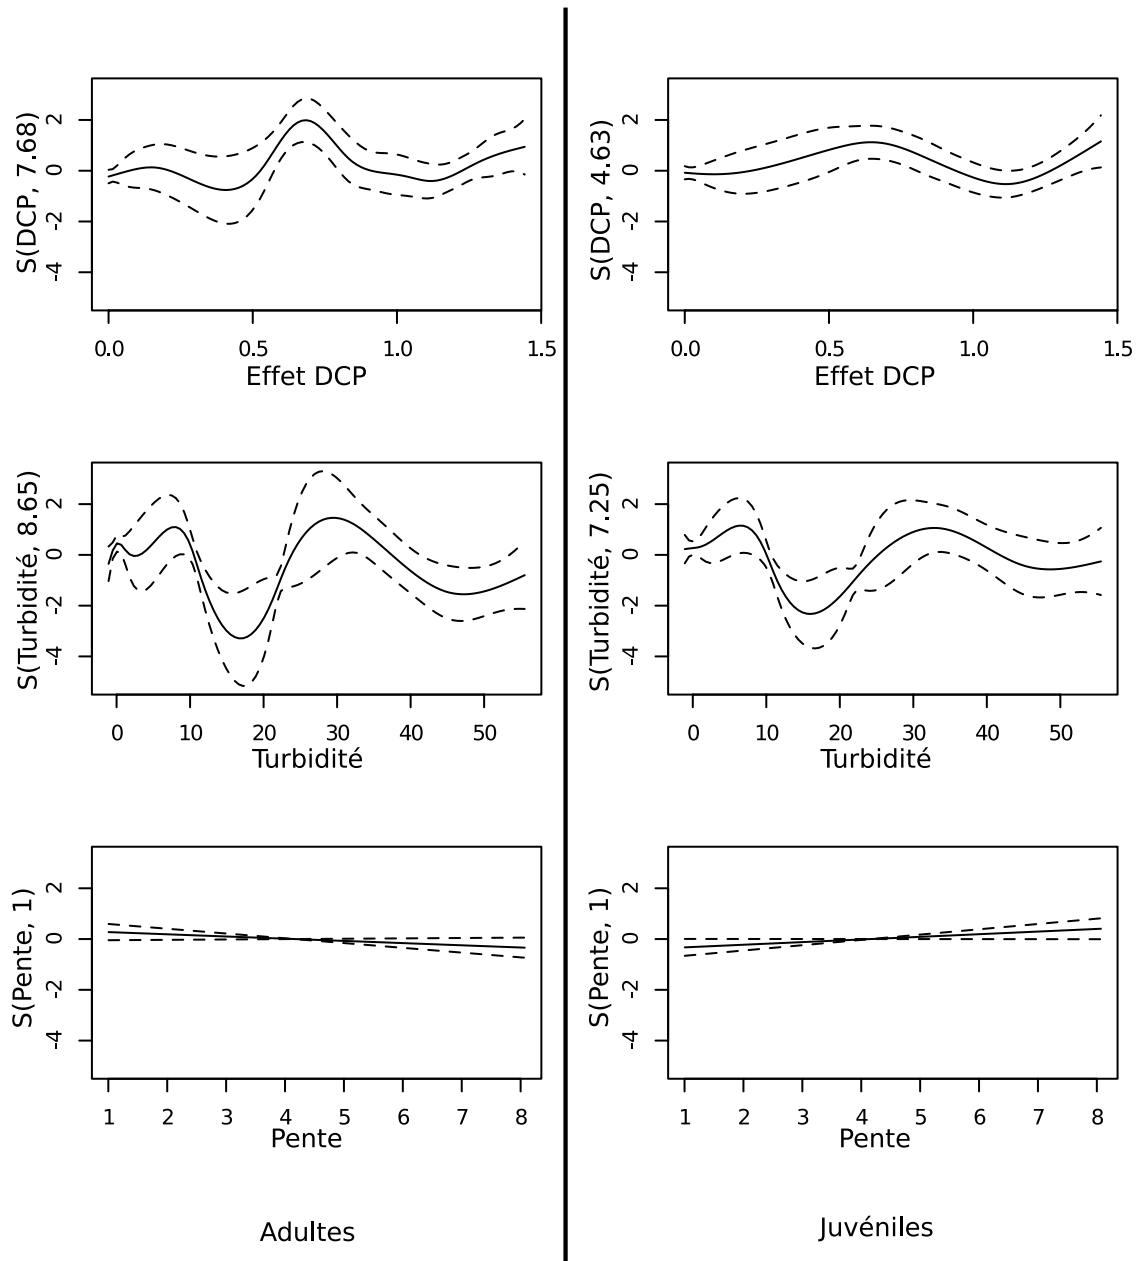 S(DCP, 7.68)
2
0
-2
-4
0.0 0.5 1.0 1.5
Effet DCP
S(DCP, 4.63)
2
0
-2
-4
0.0 0.5 1.0 1.5
Effet DCP
S(Turbidité, 8.65)
2
0
-2
-4
0 10 20 30 40 50
Turbidité
S(Turbidité, 7.25)
2
0
-2
-4
0 10 20 30 40 50
Turbidité
S(Pente, 1)
2
0
-2
-4
1 2 3 4 5 6 7 8
Pente
S(Pente, 1)
2
0
-2
-4
1 2 3 4 5 6 7 8
Pente
Adultes
Juvéniles